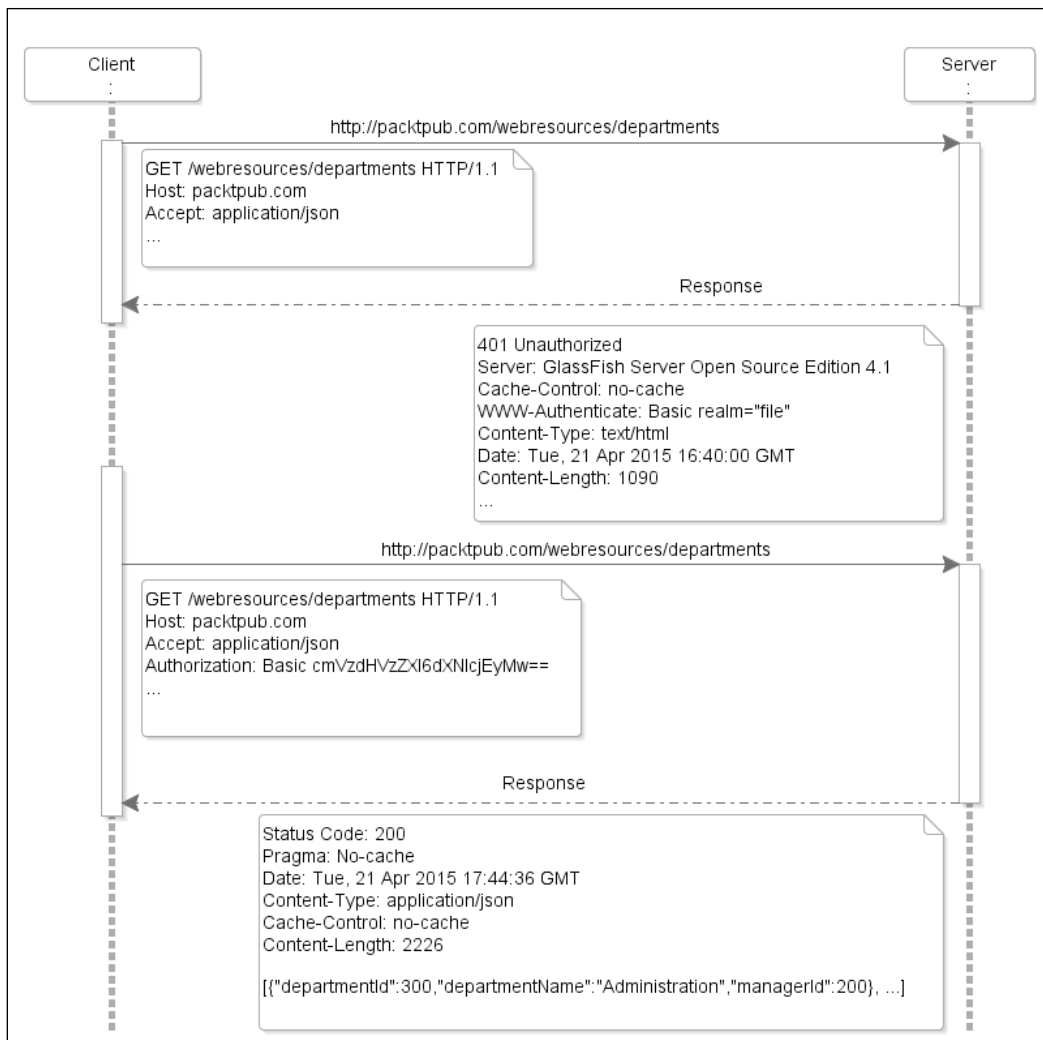 Client
:
Server
:
http://packtpub.com/webresources/departments
GET /webresources/departments HTTP/1.1
Host: packtpub.com
Accept: application/json
...
Response
401 Unauthorized
Server: GlassFish Server Open Source Edition 4.1
Cache-Control: no-cache
WWW-Authenticate: Basic realm="file"
Content-Type: text/html
Date: Tue, 21 Apr 2015 16:40:00 GMT
Content-Length: 1090
...
http://packtpub.com/webresources/departments
GET /webresources/departments HTTP/1.1
Host: packtpub.com
Accept: application/json
Authorization: Basic cmVzdHVzZXI6dXNlcjEyMw==
...
Response
Status Code: 200
Pragma: No-cache
Date: Tue, 21 Apr 2015 17:44:36 GMT
Content-Type: application/json
Cache-Control: no-cache
Content-Length: 2226
[{"departmentId":300,"departmentName":"Administration","managerId":200}, ...]